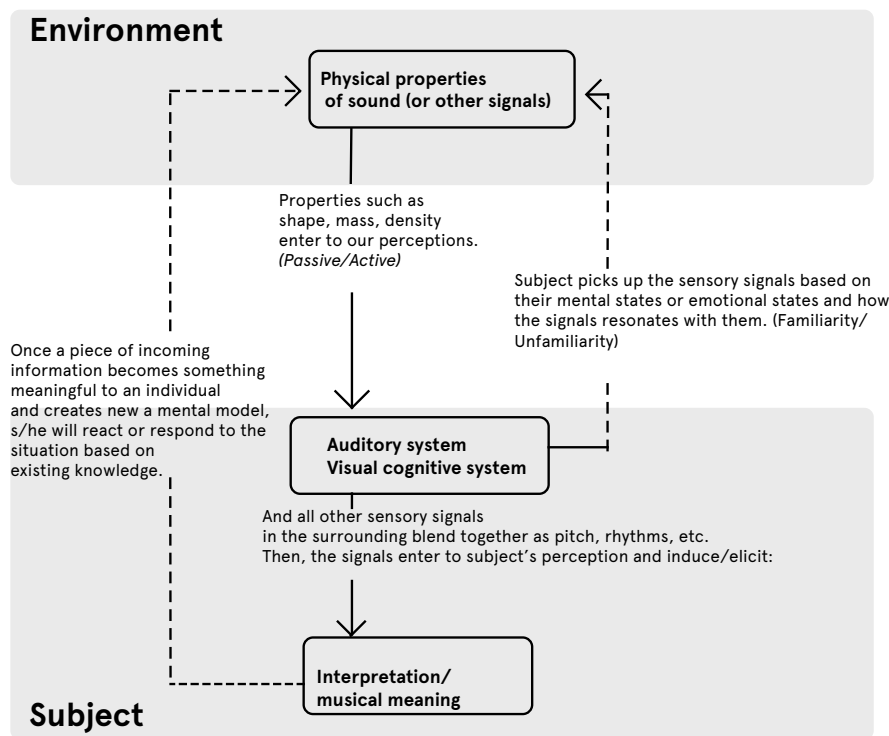 Environment
Physical properties
of sound (or other signals)
Properties such as
shape, mass, density
enter to our perceptions.
(Passive/Active)
Subject picks up the sensory signals based on
their mental states or emotional states and how
the signals resonates with them. (Familiarity/
Unfamiliarity)
Once a piece of incoming
information becomes something
meaningful to an individual
and creates new a mental model,
s/he will react or respond to the
situation based on
existing knowledge.
Auditory system
Visual cognitive system
And all other sensory signals
in the surrounding blend together as pitch, rhythms, etc.
Then, the signals enter to subject's perception and induce/elicit:
Interpretation/
musical meaning
Subject